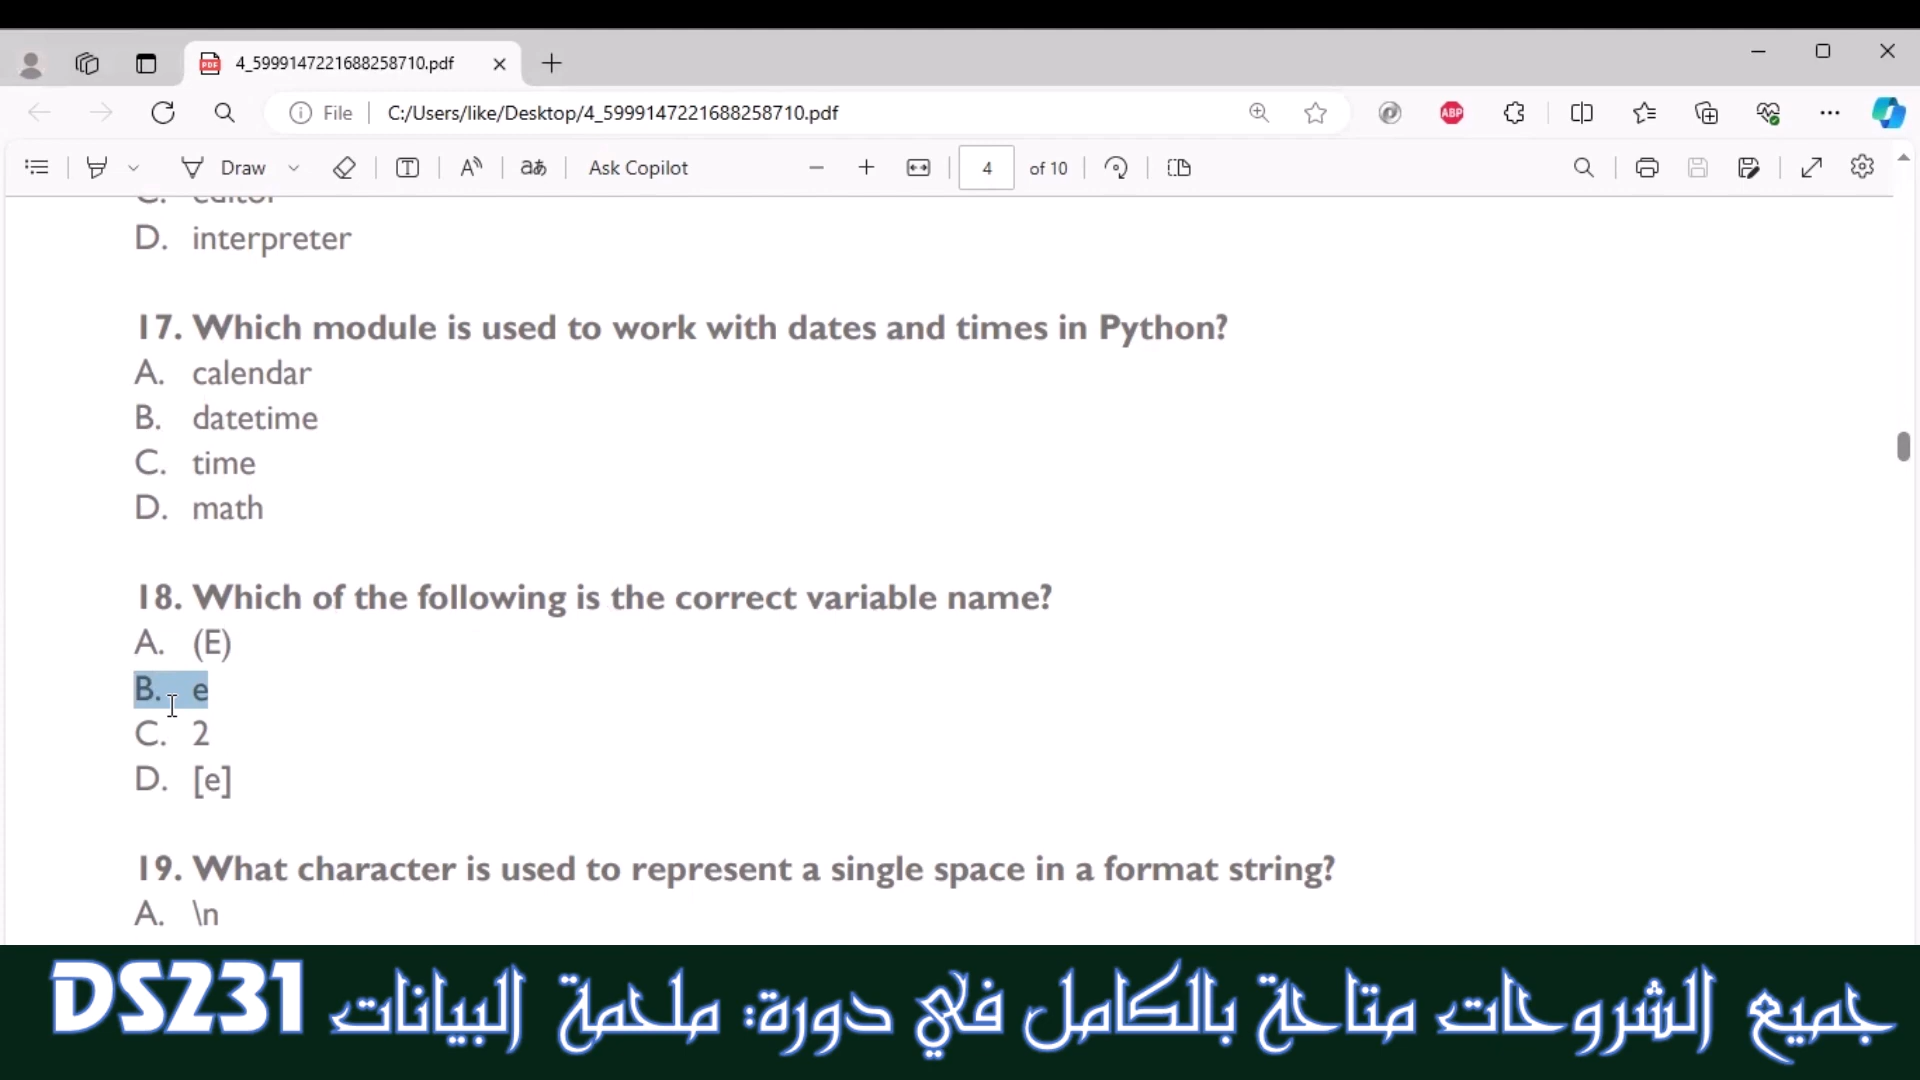 4_5999147221688258710.pdf
File
C:/Users/like/Desktop/4_5999147221688258710.pdf
ABP
Draw
Ask Copilot
4
of 10
C. editor
D. interpreter
17. Which module is used to work with dates and times in Python?
A. calendar
B. datetime
C. time
D. math
18. Which of the following is the correct variable name?
A. (E)
B. e
C. 2
D. [e]
19. What character is used to represent a single space in a format string?
A. \n
جميع الشروحات متاحة بالكامل في دورة: ملحمة البيانات DS231